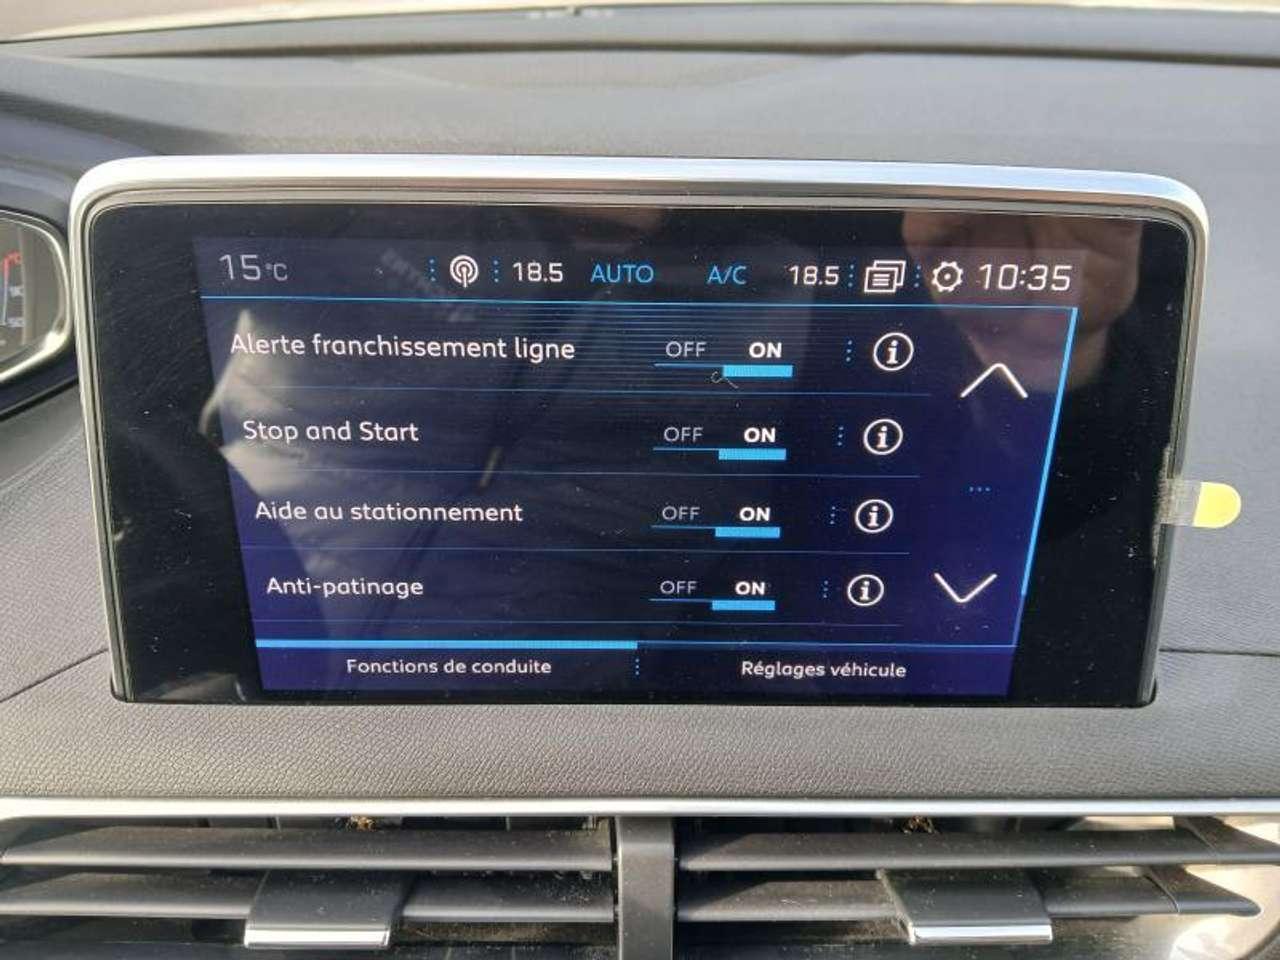 15°C 18.5 AUTO A/C 18.5 10:35
Alerte franchissement ligne OFF ON
Stop and Start OFF ON
Aide au stationnement OFF ON
Anti-patinage OFF ON
Fonctions de conduite Réglages véhicule